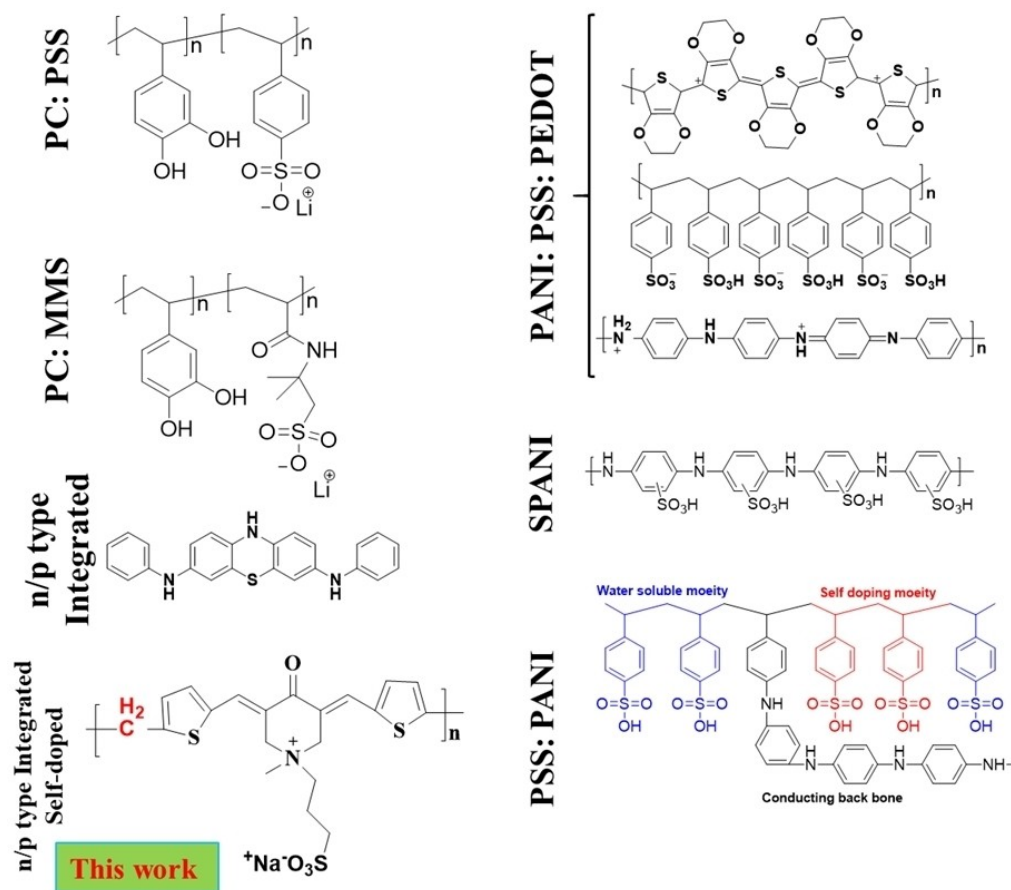 PC: PSS
n n
OH
OH
O S O
−O Li +
PC: MMS
n n
O NH
OH
OH
O S O
−O
Li +
n/p type
Integrated
H
N
N S N
H H
n/p type Integrated
Self-doped
O
H2
C
S S n
N +
+Na-O3S
This work
PANI: PSS: PEDOT
O O O O
S S S
+ +
n
S S
O O O O O O
n
SO3− SO3H SO3− SO3H SO3− SO3H
H2 H +
N N N N
+ H n
SPANI
H H H H
N N N N
n
SO3H SO3H SO3H SO3H
PSS: PANI
Water soluble moeity Self doping moeity
O=S=O O=S=O O=S=O O=S=O O=S=O
OH OH OH OH OH
NH
H H
N N NH
Conducting back bone